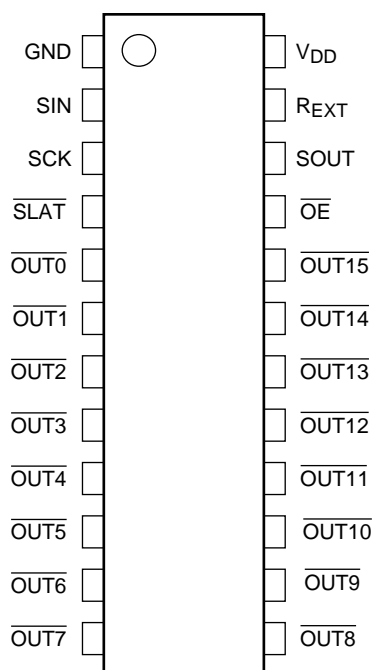 GND VDD
SIN REXT
SCK SOUT
SLAT OE
OUT0 OUT15
OUT1 OUT14
OUT2 OUT13
OUT3 OUT12
OUT4 OUT11
OUT5 OUT10
OUT6 OUT9
OUT7 OUT8